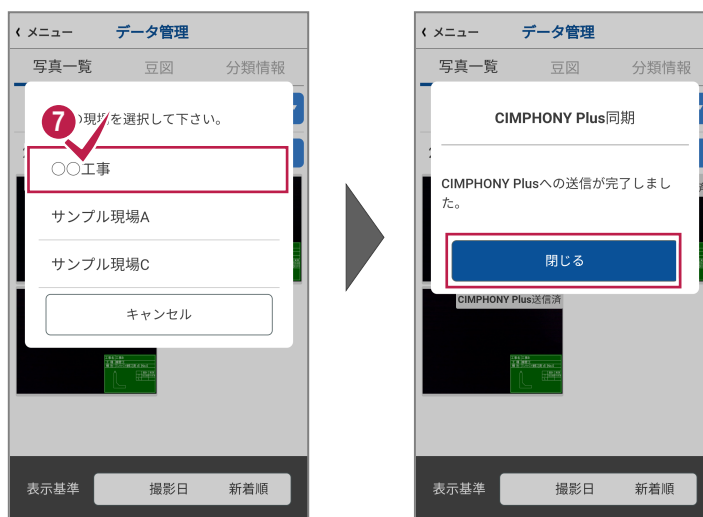 ‹ メニュー データ管理
写真一覧 豆図 分類情報
7
現場を選択して下さい。
○○工事
サンプル現場A
サンプル現場C
キャンセル
表示基準 撮影日 新着順
‹ メニュー データ管理
写真一覧 豆図 分類情報
CIMPHONY Plus同期
CIMPHONY Plusへの送信が完了しまし
た。
閉じる
CIMPHONY Plus送信済
表示基準 撮影日 新着順